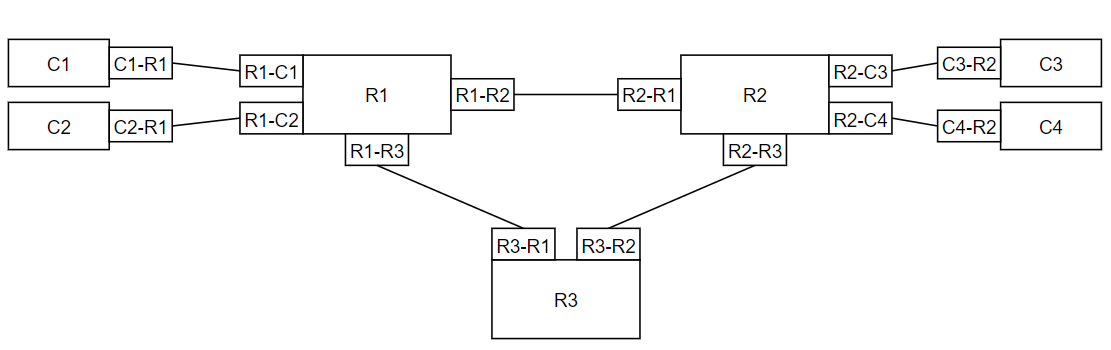 C1
C1-R1
R1-C1
R1
R1-R2
R2-R1
R2
R2-C3
C3-R2
C3
C2
C2-R1
R1-C2
R2-C4
C4-R2
C4
R1-R3
R2-R3
R3-R1
R3-R2
R3